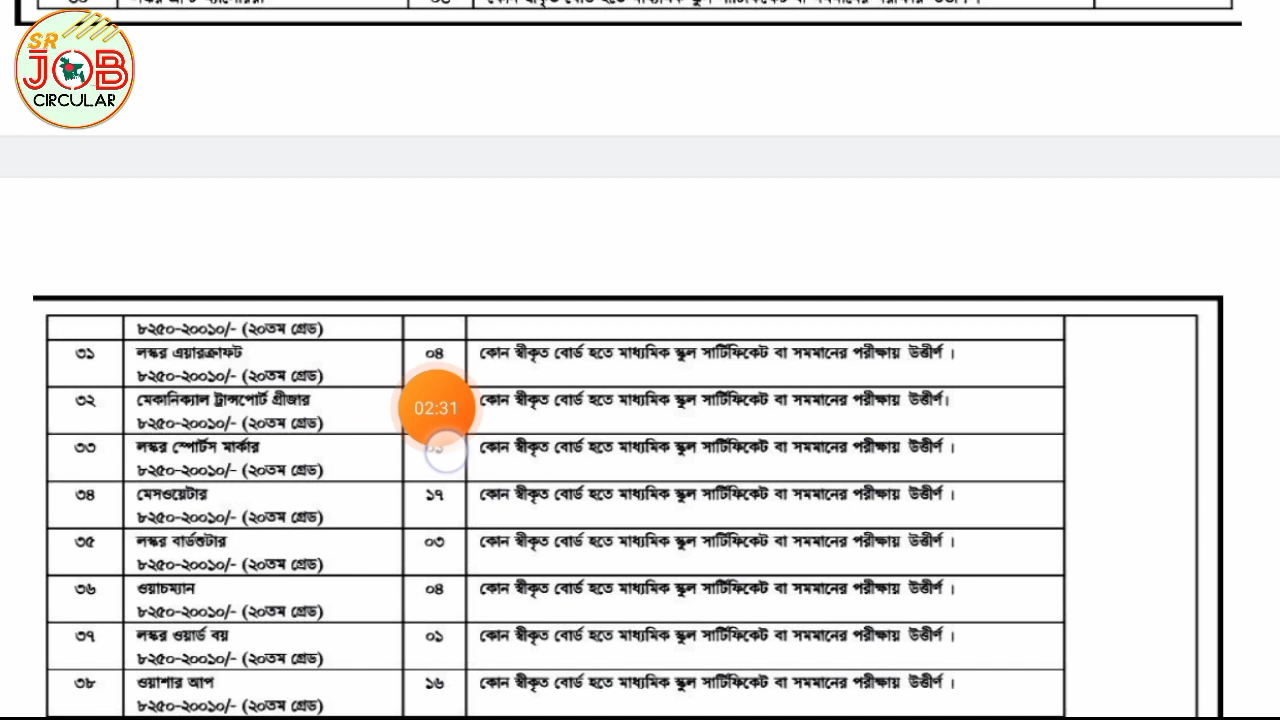 SR
JOB
CIRCULAR
৮২৫০-২০০১০/- (২০তম গ্রেড)
৩১ লস্কর এয়ারক্রাফট ০৪ কোন স্বীকৃত বোর্ড হতে মাধ্যমিক স্কুল সার্টিফিকেট বা সমমানের পরীক্ষায় উত্তীর্ণ ।
৮২৫০-২০০১০/- (২০তম গ্রেড)
৩২ মেকানিক্যাল ট্রান্সপোর্ট গ্রীজার কোন স্বীকৃত বোর্ড হতে মাধ্যমিক স্কুল সার্টিফিকেট বা সমমানের পরীক্ষায় উত্তীর্ণ।
02:31
৮২৫০-২০০১০/- (২০তম গ্রেড)
৩৩ লস্কর স্পোর্টস মার্কার কোন স্বীকৃত বোর্ড হতে মাধ্যমিক স্কুল সার্টিফিকেট বা সমমানের পরীক্ষায় উত্তীর্ণ ।
৮২৫০-২০০১০/- (২০তম গ্রেড)
৩৪ মেসওয়েটার ১৭ কোন স্বীকৃত বোর্ড হতে মাধ্যমিক স্কুল সার্টিফিকেট বা সমমানের পরীক্ষায় উত্তীর্ণ ।
৮২৫০-২০০১০/- (২০তম গ্রেড)
৩৫ লস্কর বার্ডশুটার ০৩ কোন স্বীকৃত বোর্ড হতে মাধ্যমিক স্কুল সার্টিফিকেট বা সমমানের পরীক্ষায় উত্তীর্ণ ।
৮২৫০-২০০১০/- (২০তম গ্রেড)
৩৬ ওয়াচম্যান ০৪ কোন স্বীকৃত বোর্ড হতে মাধ্যমিক স্কুল সার্টিফিকেট বা সমমানের পরীক্ষায় উত্তীর্ণ ।
৮২৫০-২০০১০/- (২০তম গ্রেড)
৩৭ লস্কর ওয়ার্ড বয় ০১ কোন স্বীকৃত বোর্ড হতে মাধ্যমিক স্কুল সার্টিফিকেট বা সমমানের পরীক্ষায় উত্তীর্ণ ।
৮২৫০-২০০১০/- (২০তম গ্রেড)
৩৮ ওয়াশার আপ ১৬ কোন স্বীকৃত বোর্ড হতে মাধ্যমিক স্কুল সার্টিফিকেট বা সমমানের পরীক্ষায় উত্তীর্ণ ।
৮২৫০-২০০১০/- (২০তম গ্রেড)